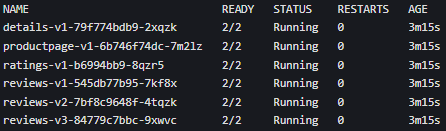 NAME READY STATUS RESTARTS AGE
details-v1-79f774bdb9-2xqzk 2/2 Running 0 3m15s
productpage-v1-6b746f74dc-7m2lz 2/2 Running 0 3m15s
ratings-v1-b6994bb9-8qzr5 2/2 Running 0 3m15s
reviews-v1-545db77b95-7kf8x 2/2 Running 0 3m15s
reviews-v2-7bf8c9648f-4tqzk 2/2 Running 0 3m15s
reviews-v3-84779c7bbc-9xwvc 2/2 Running 0 3m15s